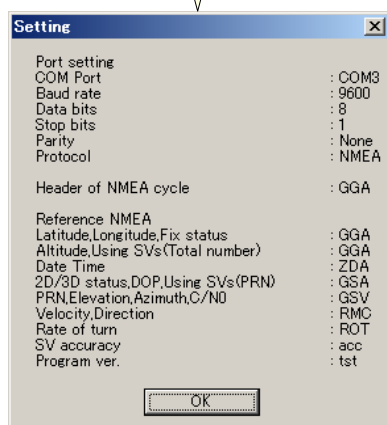 Setting
Port setting
COM Port : COM3
Baud rate : 9600
Data bits : 8
Stop bits : 1
Parity : None
Protocol : NMEA
Header of NMEA cycle : GGA
Reference NMEA
Latitude,Longitude,Fix status : GGA
Altitude,Using SVs(Total number) : GGA
Date Time : ZDA
2D/3D status,DOP,Using SVs(PRN) : GSA
PRN,Elevation,Azimuth,C/N0 : GSV
Velocity,Direction : RMC
Rate of turn : ROT
SV accuracy : acc
Program ver. : tst
OK